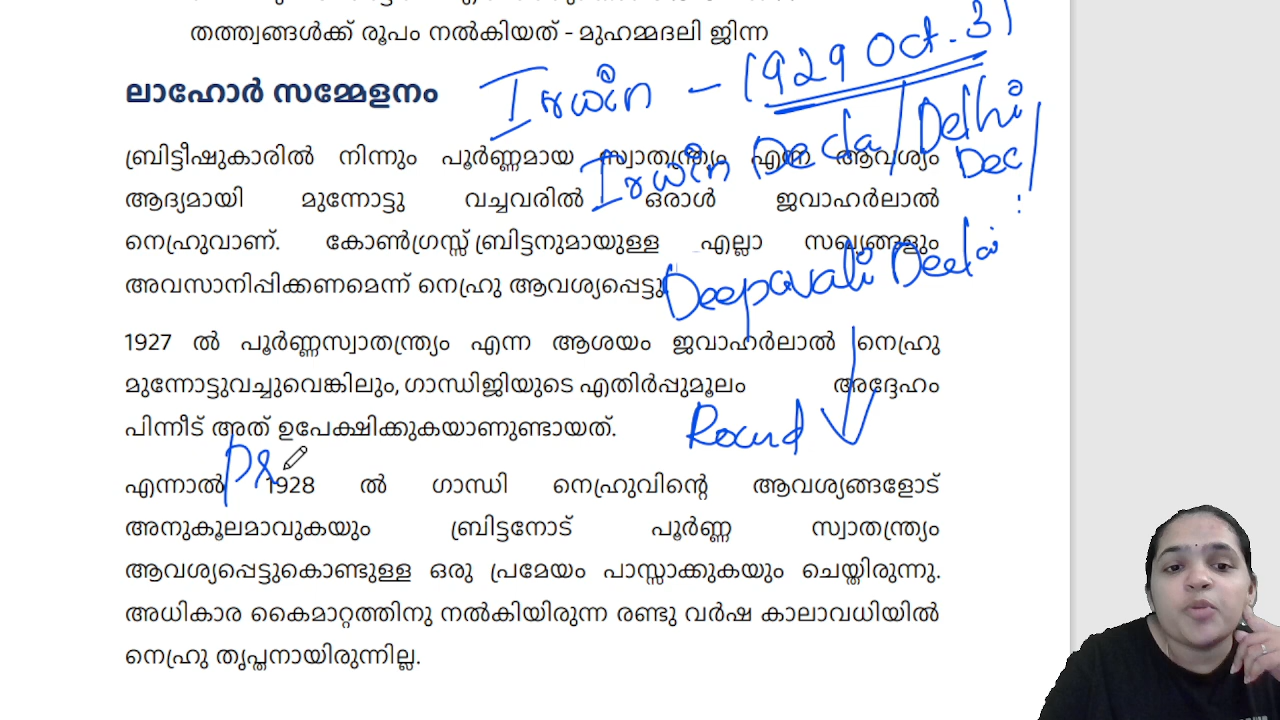 തത്ത്വങ്ങൾക്ക് രൂപം നൽകിയത് - മുഹമ്മദലി ജിന്ന
ലാഹോർ സമ്മേളനം
Irwin - 1929 Oct. 31
ബ്രിട്ടീഷുകാരിൽ നിന്നും പൂർണ്ണമായ സ്വാതന്ത്ര്യം എന്ന ആവശ്യം
Irwin Decla/Delhi Dec/
ആദ്യമായി മുന്നോട്ടു വച്ചവരിൽ ഒരാൾ ജവാഹർലാൽ
നെഹ്രുവാണ്. കോൺഗ്രസ്സ് ബ്രിട്ടനുമായുള്ള എല്ലാ സഖ്യങ്ങളും
അവസാനിപ്പിക്കണമെന്ന് നെഹ്രു ആവശ്യപ്പെട്ടു
Deepavali Decla
1927 ൽ പൂർണ്ണസ്വാതന്ത്ര്യം എന്ന ആശയം ജവാഹർലാൽ നെഹ്രു
മുന്നോട്ടുവച്ചുവെങ്കിലും, ഗാന്ധിജിയുടെ എതിർപ്പുമൂലം അദ്ദേഹം
പിന്നീട് അത് ഉപേക്ഷിക്കുകയാണുണ്ടായത്.
Round
എന്നാൽ 1928 ൽ ഗാന്ധി നെഹ്രുവിന്റെ ആവശ്യങ്ങളോട്
അനുകൂലമാവുകയും ബ്രിട്ടനോട് പൂർണ്ണ സ്വാതന്ത്ര്യം
ആവശ്യപ്പെട്ടുകൊണ്ടുള്ള ഒരു പ്രമേയം പാസ്സാക്കുകയും ചെയ്തിരുന്നു.
അധികാര കൈമാറ്റത്തിനു നൽകിയിരുന്ന രണ്ടു വർഷ കാലാവധിയിൽ
നെഹ്രു തൃപ്തനായിരുന്നില്ല.